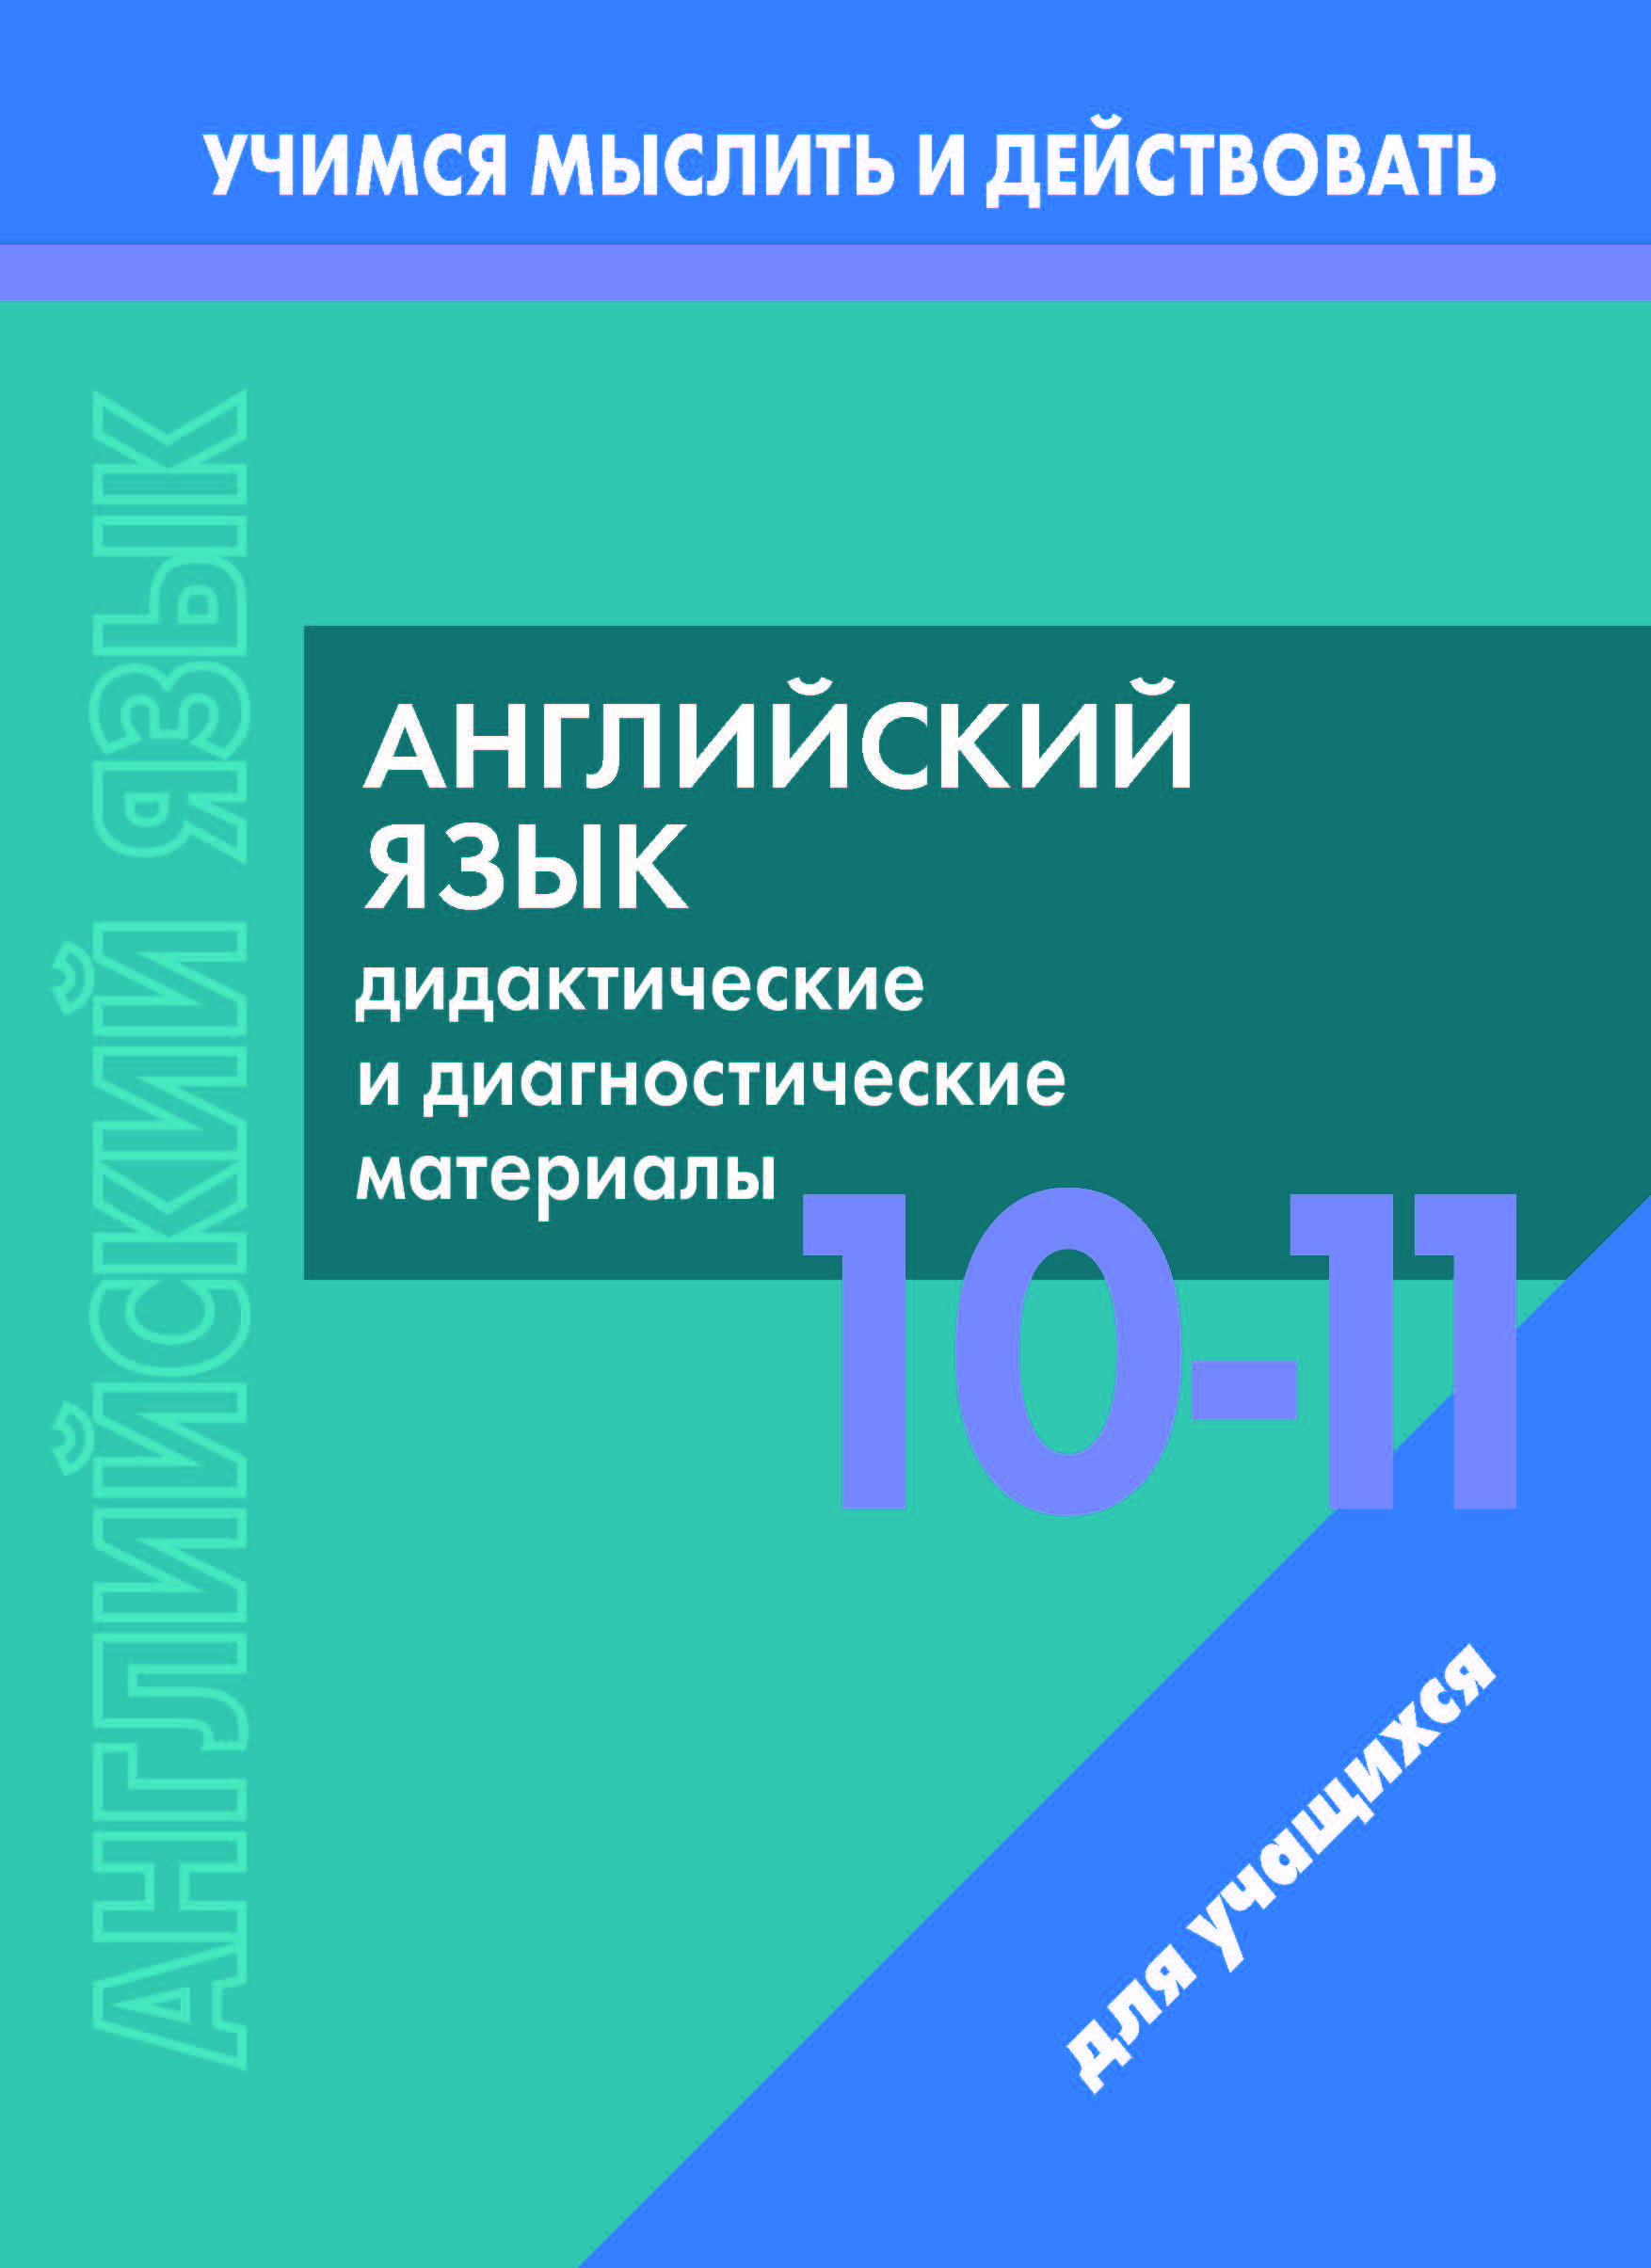 УЧИМСЯ МЫСЛИТЬ И ДЕЙСТВОВАТЬ
АНГЛИЙСКИЙ ЯЗЫК
АНГЛИЙСКИЙ
ЯЗЫК
дидактические
и диагностические
материалы
10-11
для учащихся